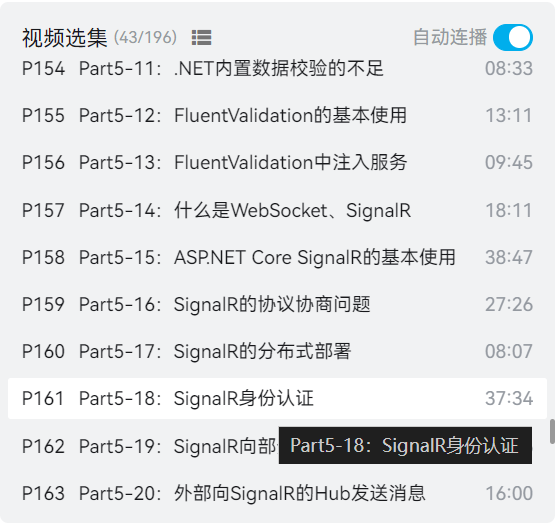 视频选集 (43/196) 自动连播
P154 Part5-11：.NET内置数据校验的不足 08:33
P155 Part5-12：FluentValidation的基本使用 13:11
P156 Part5-13：FluentValidation中注入服务 09:45
P157 Part5-14：什么是WebSocket、SignalR 18:11
P158 Part5-15：ASP.NET Core SignalR的基本使用 38:47
P159 Part5-16：SignalR的协议协商问题 27:26
P160 Part5-17：SignalR的分布式部署 08:07
P161 Part5-18：SignalR身份认证 37:34
P162 Part5-19：SignalR向部
Part5-18：SignalR身份认证
P163 Part5-20：外部向SignalR的Hub发送消息 16:00